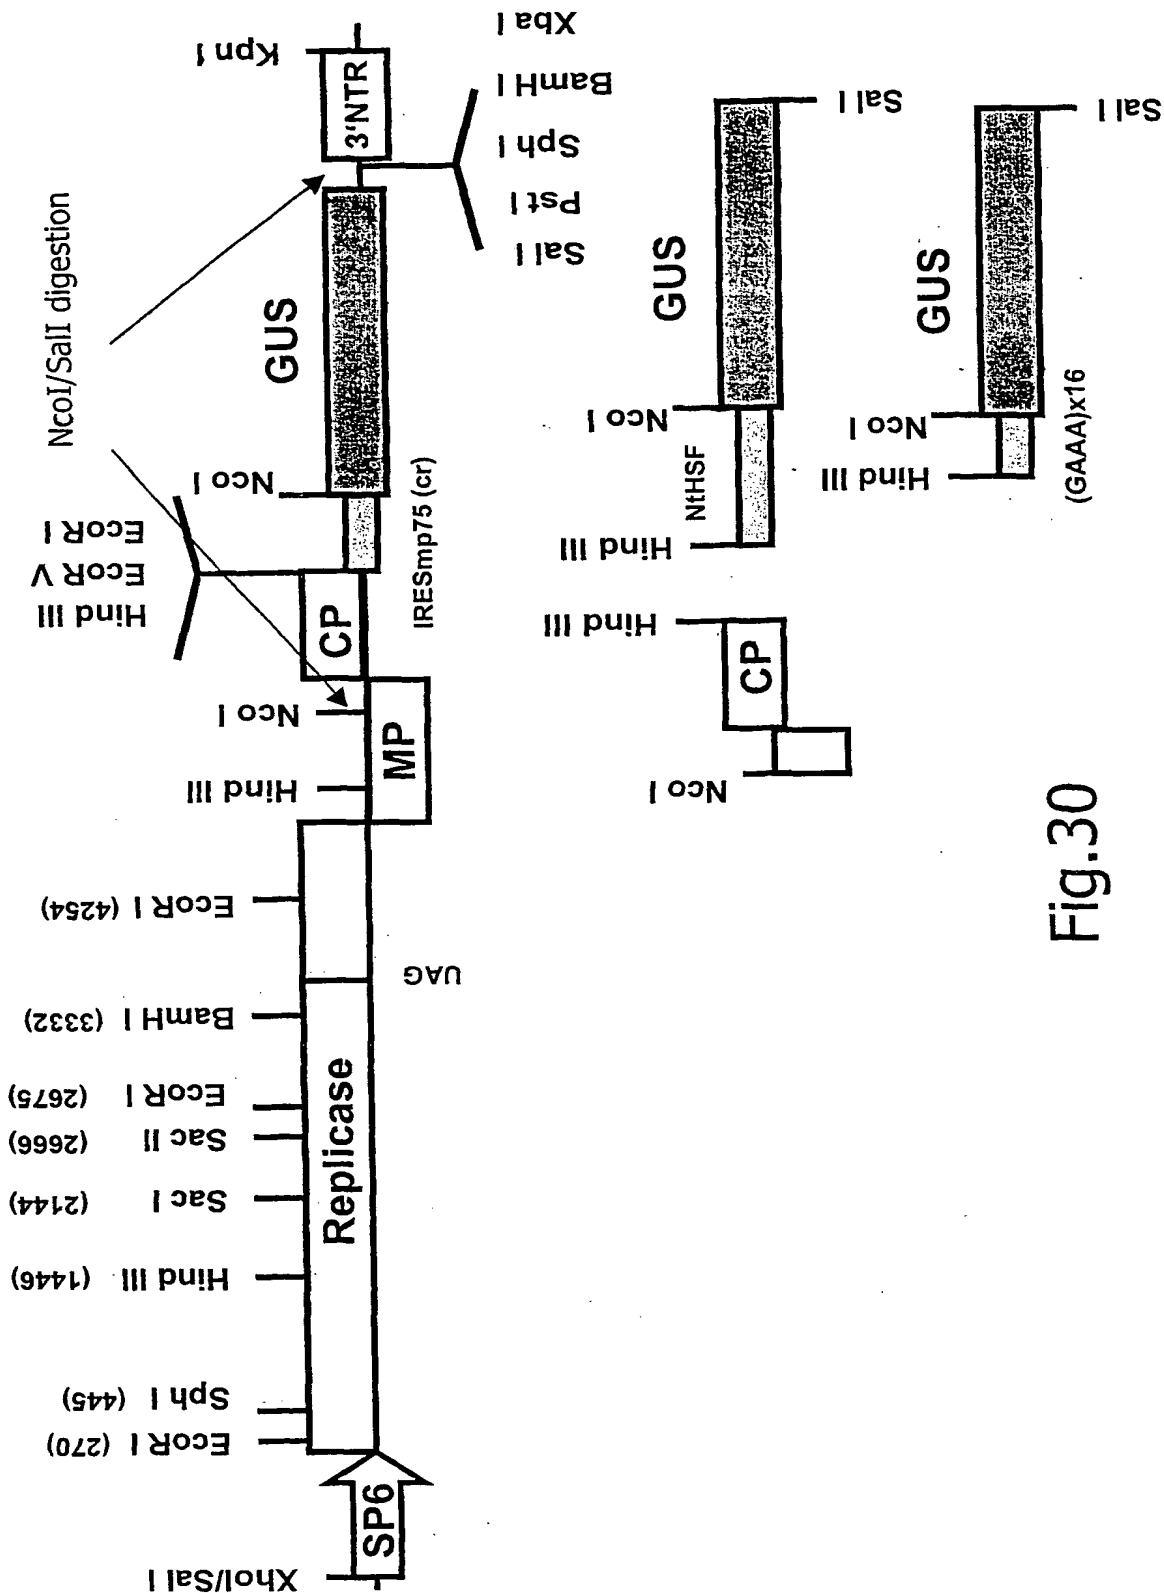 NcoI/SalI digestion
XhoI/Sal I
SP6
EcoR I (270)
Sph I (445)
Hind III (1446)
Sac I (2144)
Sac II (2666)
EcoR I (2675)
BamH I (3332)
EcoR I (4254)
Replicase
UAG
Hind III
Nco I
MP
CP
Hind III
EcoR V
EcoR I
IRESmp75 (cr)
Nco I
GUS
Sal I
Pst I
Sph I
BamH I
Xba I
3'NTR
Kpn I
Nco I
CP
Hind III
Hind III
NtHSF
Nco I
GUS
Sal I
Hind III
(GAAA)x16
Nco I
GUS
Sal I
Fig.30